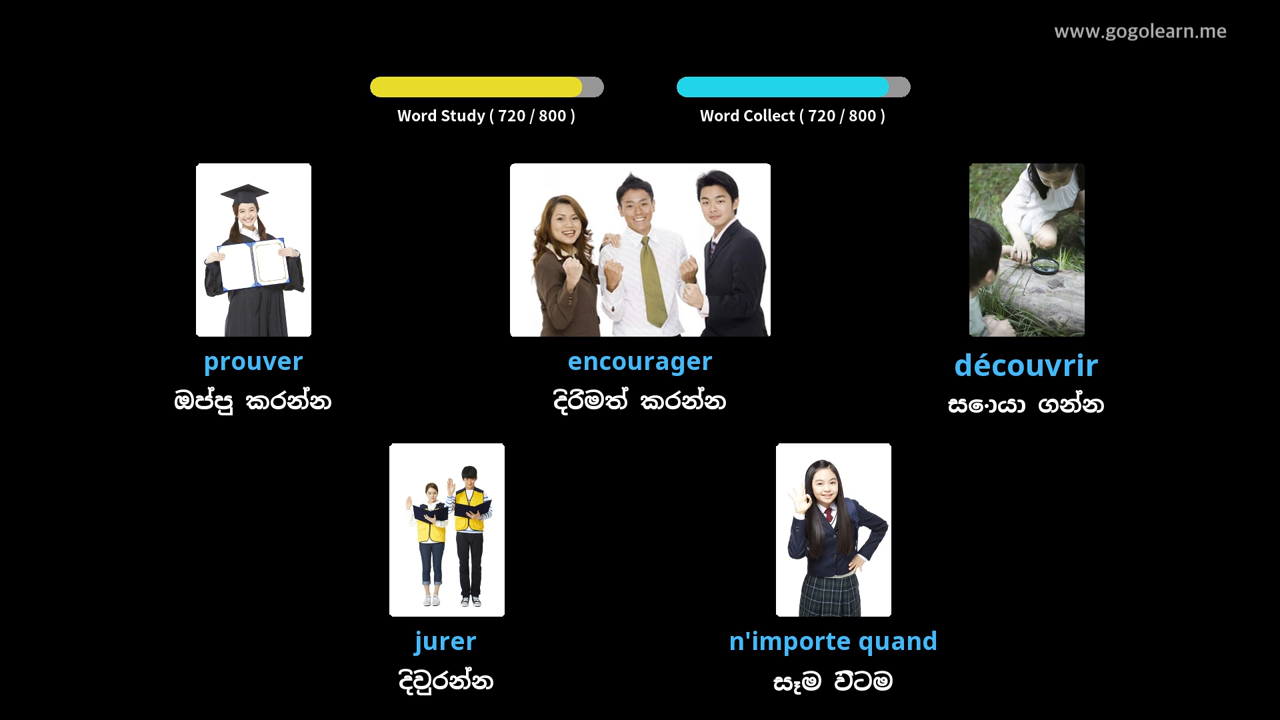 www.gogolearn.me
Word Study ( 720 / 800 )
Word Collect ( 720 / 800 )
prouver
ඔප්පු කරන්න
encourager
දිරිමත් කරන්න
découvrir
සොයා ගන්න
jurer
දිවුරන්න
n'importe quand
සෑම විටම